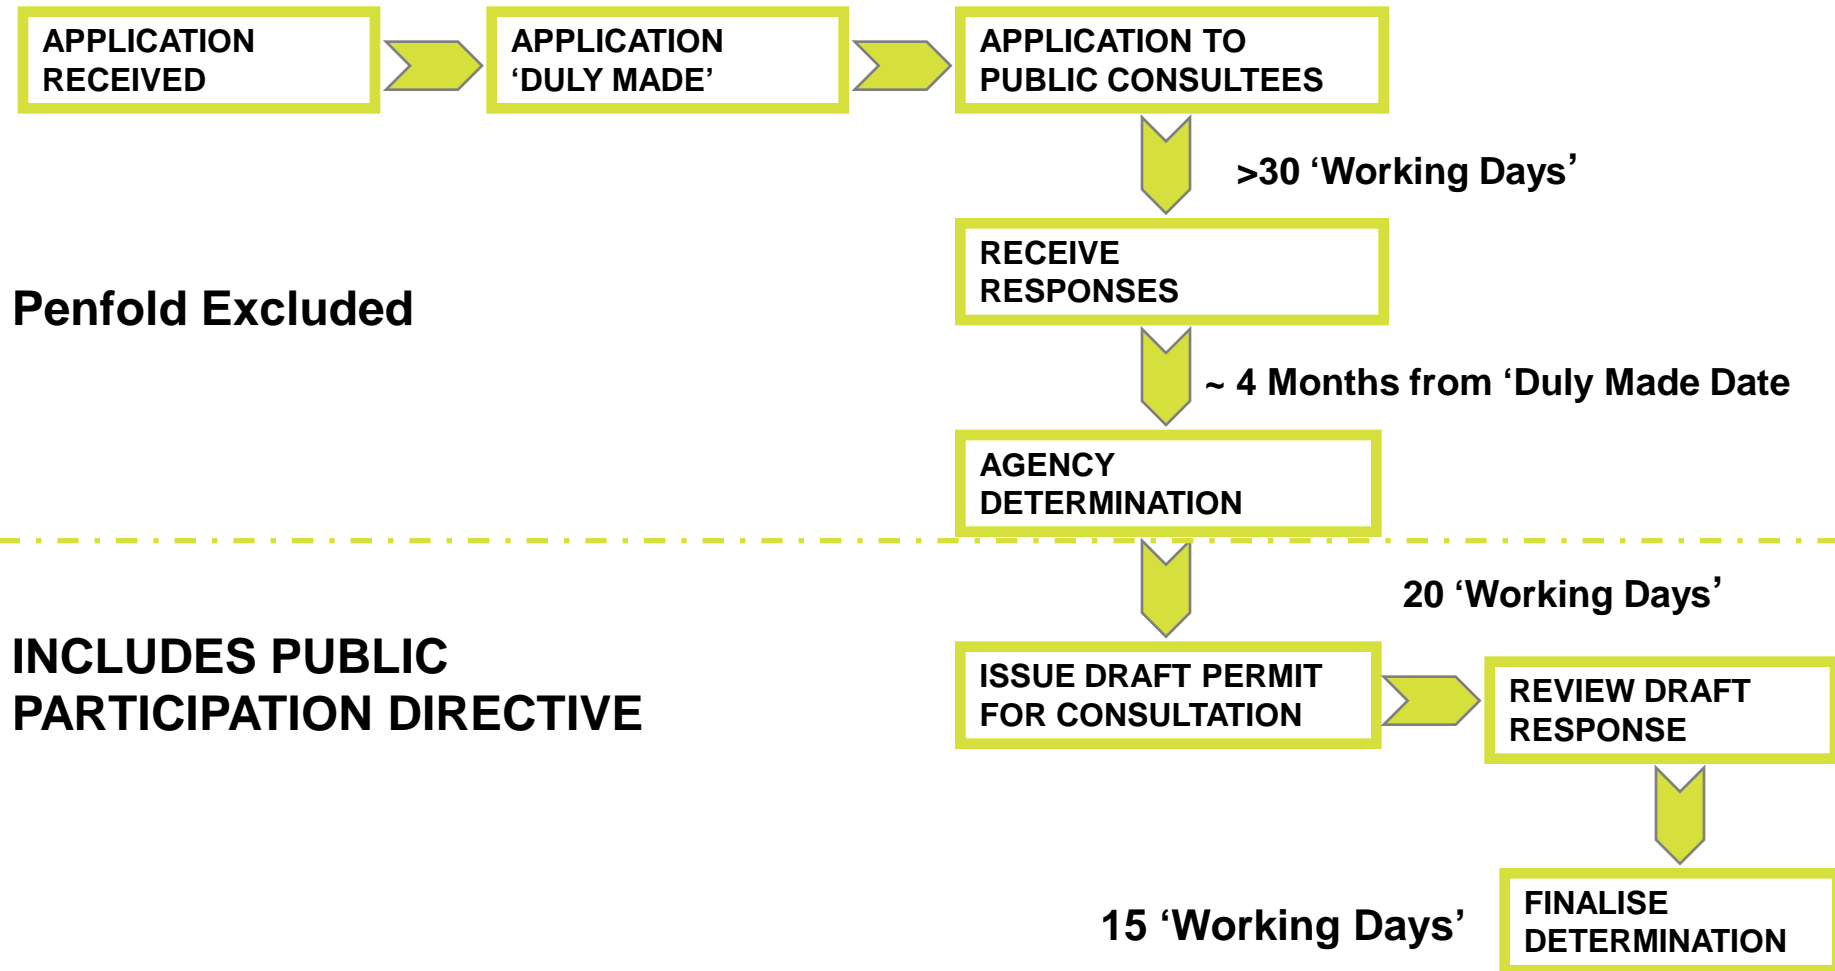 APPLICATION
RECEIVED
APPLICATION
‘DULY MADE’
APPLICATION TO
PUBLIC CONSULTEES
>30 ‘Working Days’
RECEIVE
RESPONSES
Penfold Excluded
~ 4 Months from ‘Duly Made Date
AGENCY
DETERMINATION
20 ‘Working Days’
INCLUDES PUBLIC
PARTICIPATION DIRECTIVE
ISSUE DRAFT PERMIT
FOR CONSULTATION
REVIEW DRAFT
RESPONSE
15 ‘Working Days’
FINALISE
DETERMINATION